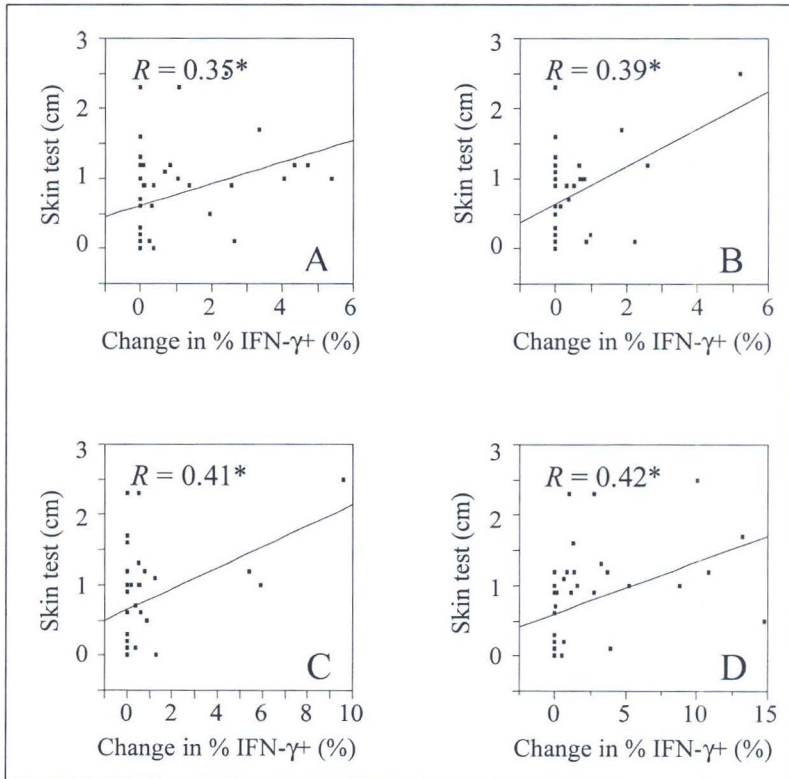 3
2
1
0
Skin test (cm)
R = 0.35*
A
0 2 4 6
Change in % IFN-γ+ (%)
3
2
1
0
Skin test (cm)
R = 0.39*
B
0 2 4 6
Change in % IFN-γ+ (%)
3
2
1
0
Skin test (cm)
R = 0.41*
C
0 2 4 6 8 10
Change in % IFN-γ+ (%)
3
2
1
0
Skin test (cm)
R = 0.42*
D
0 5 10 15
Change in % IFN-γ+ (%)